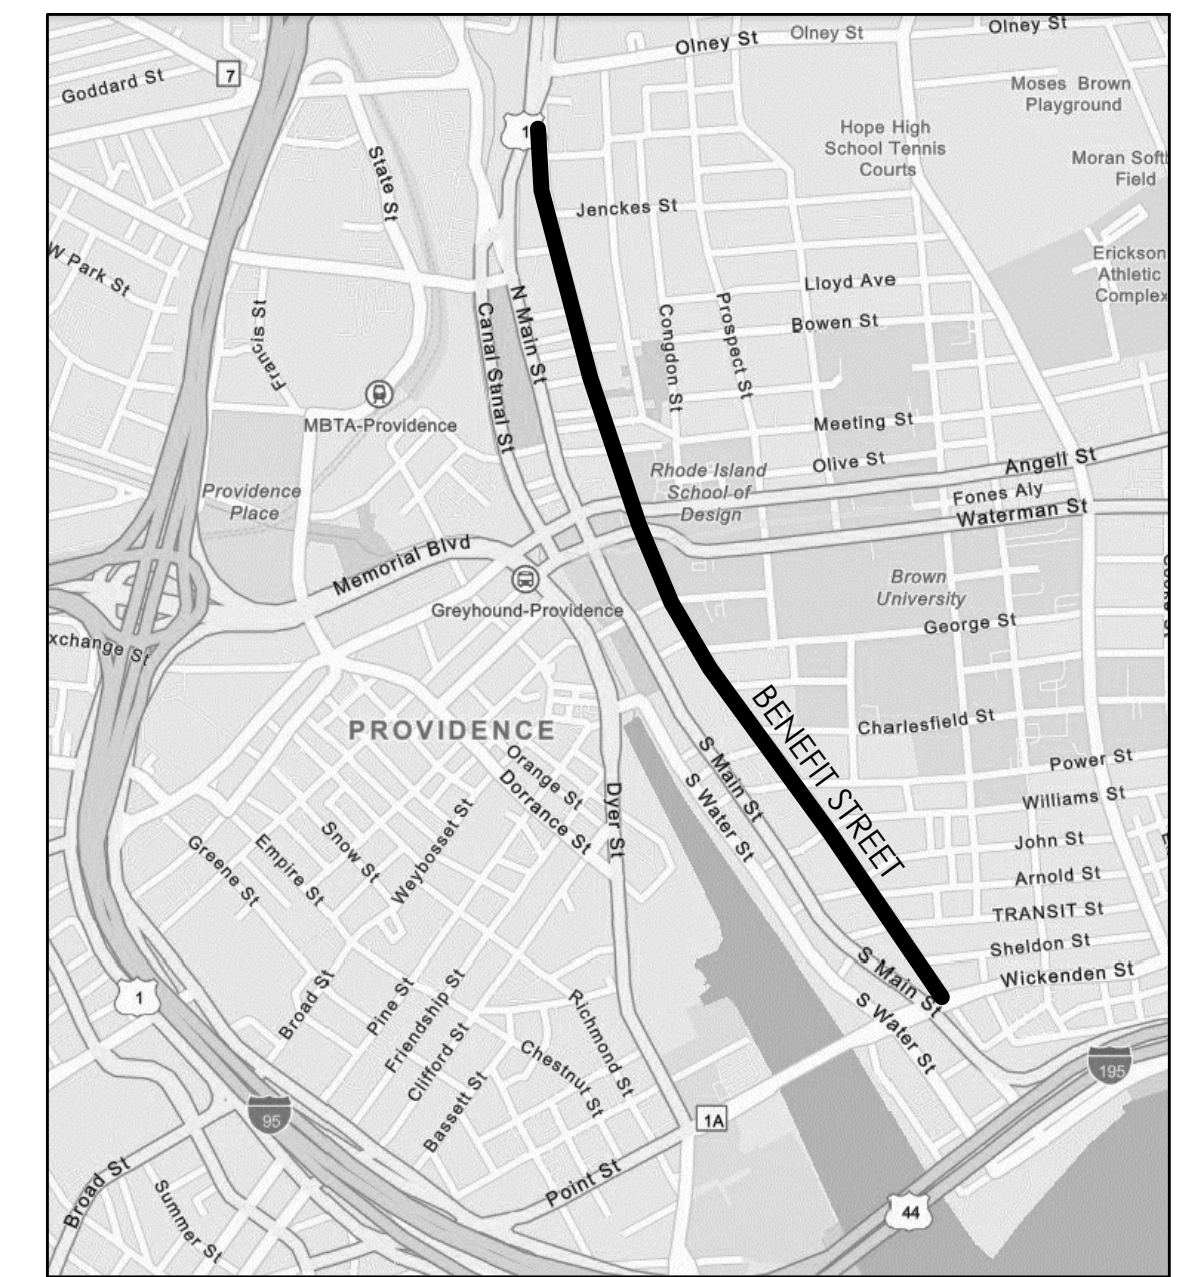 Olney St
Olney St
Olney St
7
Goddard St
Moses Brown
Playground
1
Hope High
School Tennis
Courts
State St
Moran Soft
Field
Jenckes St
W Park St
Erickson
Athletic
Complex
Lloyd Ave
Francis St
N Main St
Canal St
nal St
Congdon St
Prospect St
Bowen St
MBTA-Providence
Meeting St
Olive St
Angell St
Rhode Island
School of
Design
Providence
Place
Fones Aly
Waterman St
Memorial Blvd
Brown
University
Greyhound-Providence
George St
xchange St
BENEFIT STREET
Charlesfield St
PROVIDENCE
S Main St
S Water St
Power St
Orange St
Dorrance St
Dyer St
Williams St
Weybosset St
Snow St
Empire St
Greene St
John St
Arnold St
TRANSIT St
Sheldon St
Wickenden St
S Main St
S Water St
1
Broad St
Pine St
Friendship St
Clifford St
Bassett St
Richmond St
Chestnut St
195
95
1A
Point St
Broad St
Summer St
44